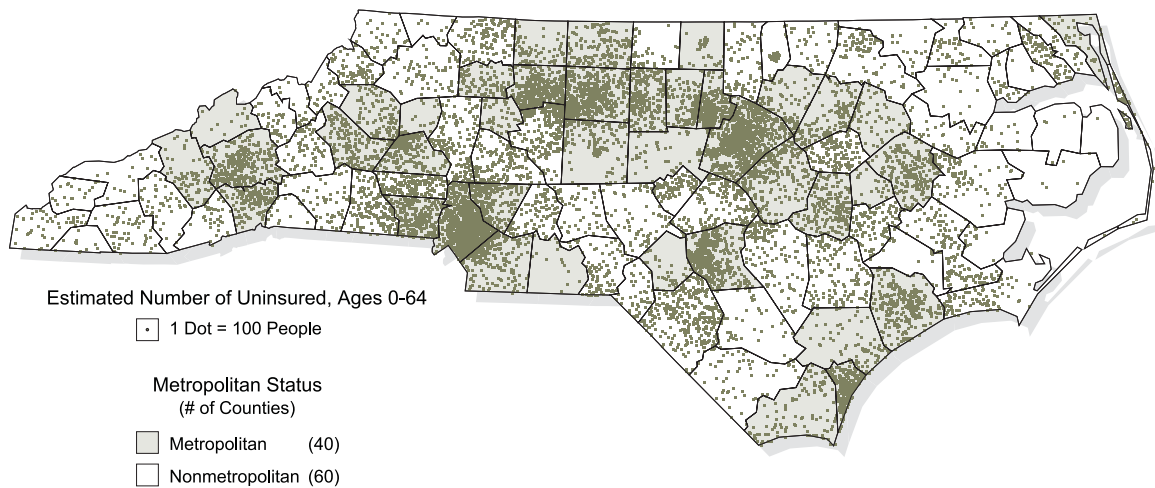 Estimated Number of Uninsured, Ages 0-64
1 Dot = 100 People
Metropolitan Status
(# of Counties)
Metropolitan (40)
Nonmetropolitan (60)